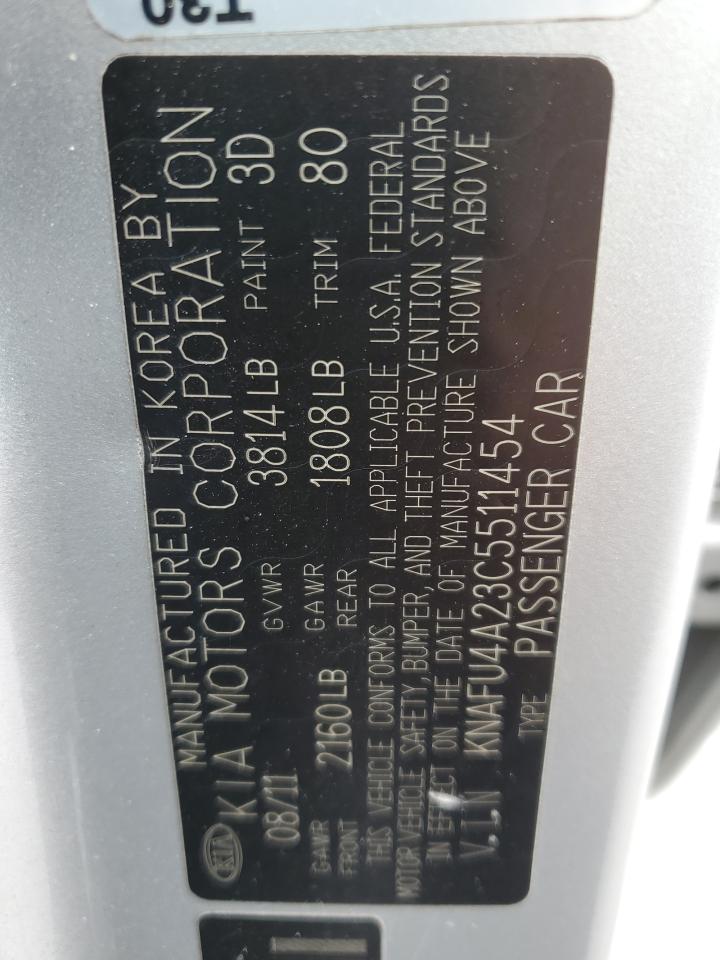 T30
MANUFACTURED IN KOREA BY
KIA KIA MOTORS CORPORATION
08/11 GVWR 3814LB PAINT 3D
GAWR FRONT 2160LB GAWR REAR 1808LB TRIM 80
THIS VEHICLE CONFORMS TO ALL APPLICABLE U.S.A. FEDERAL
MOTOR VEHICLE SAFETY, BUMPER, AND THEFT PREVENTION STANDARDS
IN EFFECT ON THE DATE OF MANUFACTURE SHOWN ABOVE
V.I.N KNAFU4A23C5511454
TYPE PASSENGER CAR